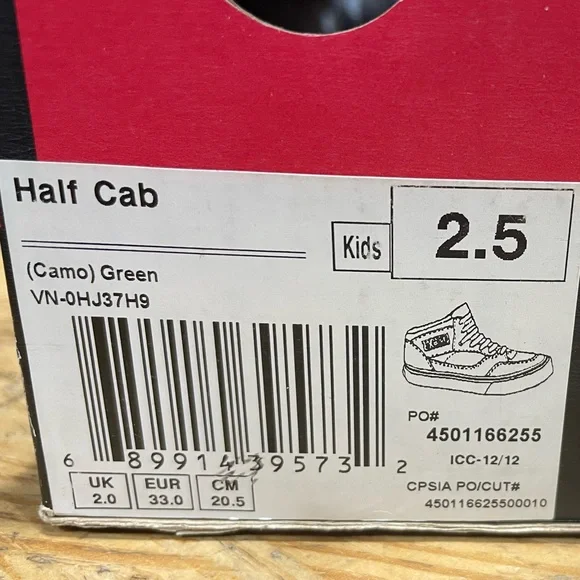 Half Cab
Kids
2.5
(Camo) Green
VN-0HJ37H9
PO#
4501166255
ICC-12/12
6 89914 39573 2
UK
2.0
EUR
33.0
CM
20.5
CPSIA PO/CUT#
450116625500010